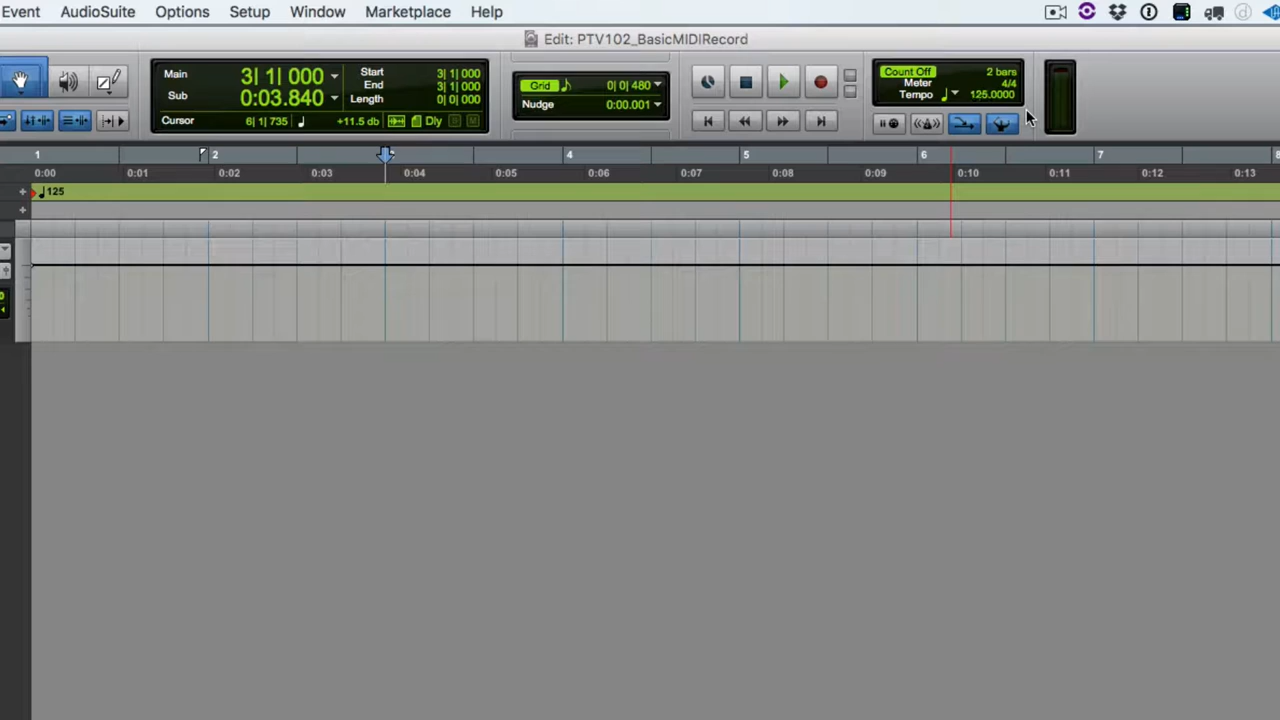 Event AudioSuite Options Setup Window Marketplace Help
Edit: PTV102_BasicMIDIRecord
Main 3| 1| 000
Sub 0:03.840
Start 3| 1| 000
End 3| 1| 000
Length 0| 0| 000
Cursor 6| 1| 735 +11.5 db Dly
Grid 0| 0| 480
Nudge 0:00.001
Count Off 2 bars
Meter 4/4
Tempo 125.0000
1 2 4 5 6 7 8
0:00 0:01 0:02 0:03 0:04 0:05 0:06 0:07 0:08 0:09 0:10 0:11 0:12 0:13
125